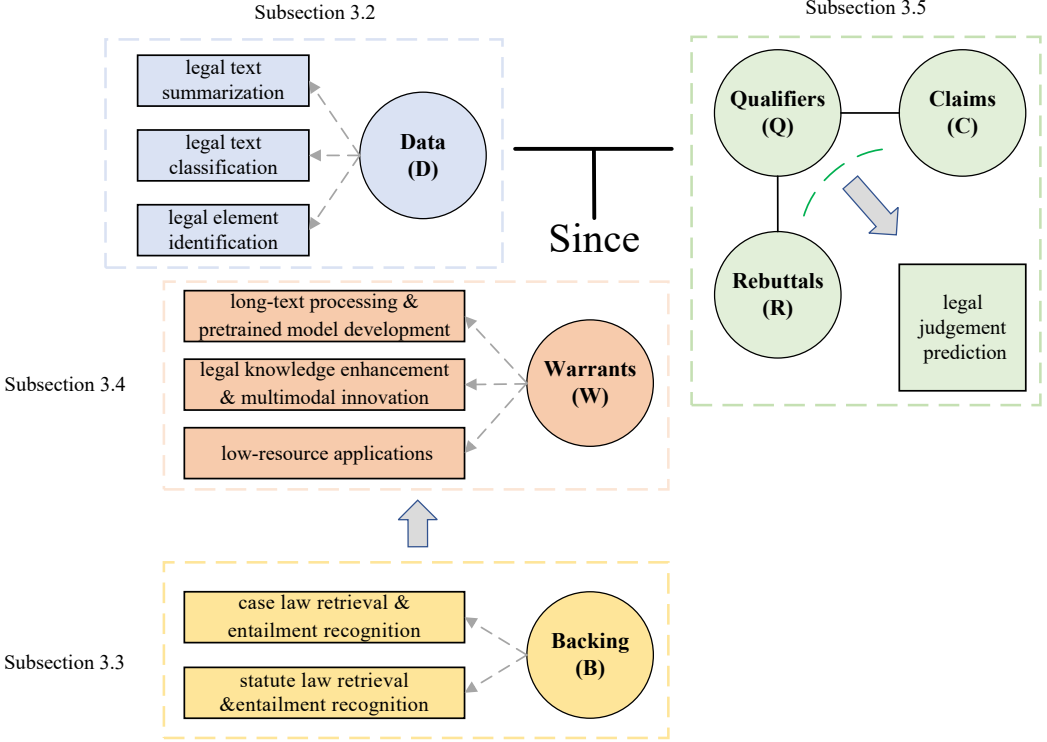 Subsection 3.2
legal text
summarization
legal text
classification
legal element
identification
Data
(D)
Since
Subsection 3.5
Qualifiers
(Q)
Claims
(C)
Rebuttals
(R)
legal
judgement
prediction
Subsection 3.4
long-text processing &
pretrained model development
legal knowledge enhancement
& multimodal innovation
low-resource applications
Warrants
(W)
Subsection 3.3
case law retrieval &
entailment recognition
statute law retrieval
&entailment recognition
Backing
(B)